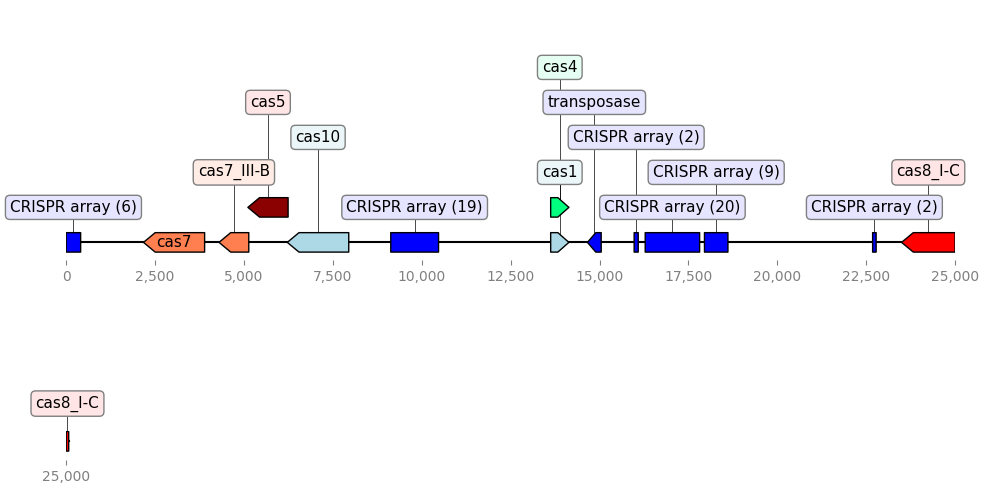 cas4
cas5
transposase
cas10
CRISPR array (2)
cas7_III-B
cas1
CRISPR array (9)
cas8_I-C
CRISPR array (6)
CRISPR array (19)
CRISPR array (20)
CRISPR array (2)
cas7
0 2,500 5,000 7,500 10,000 12,500 15,000 17,500 20,000 22,500 25,000
cas8_I-C
25,000